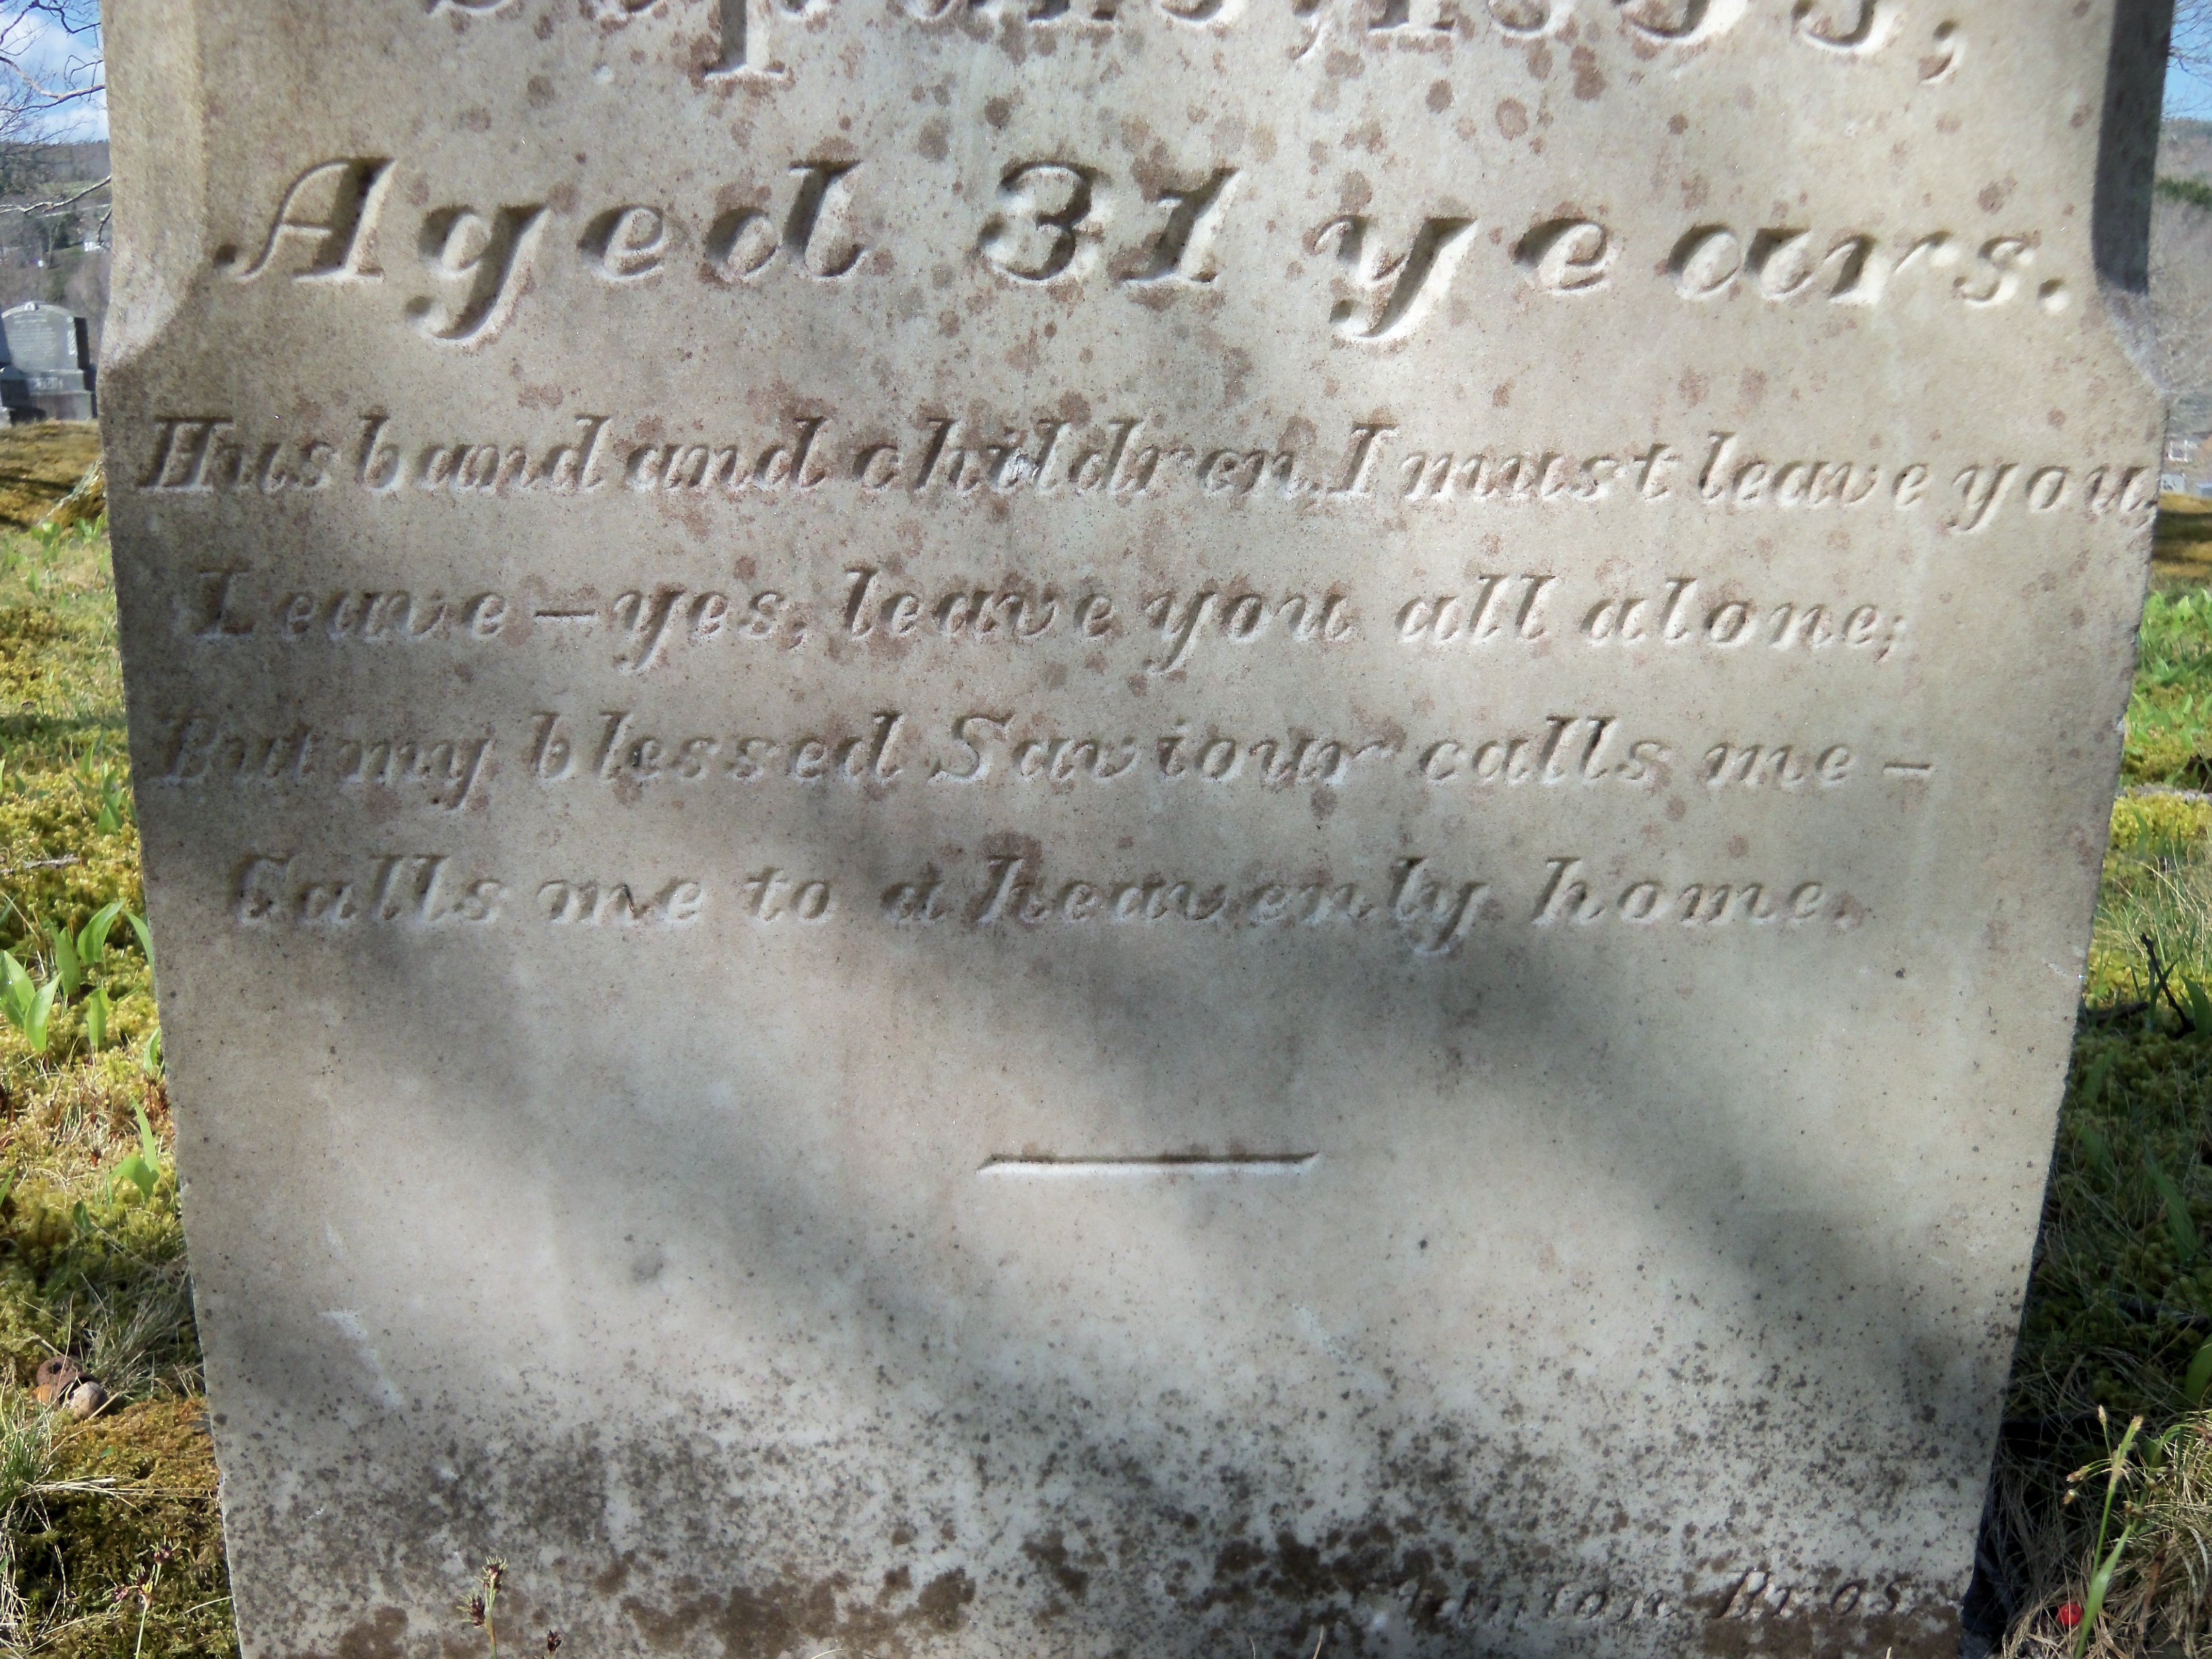 Aged 31 years.
Husband and children, I must leave you,
Leave — yes, leave you all alone;
But my blessed Saviour calls me —
Calls me to a heavenly home.
Bros.